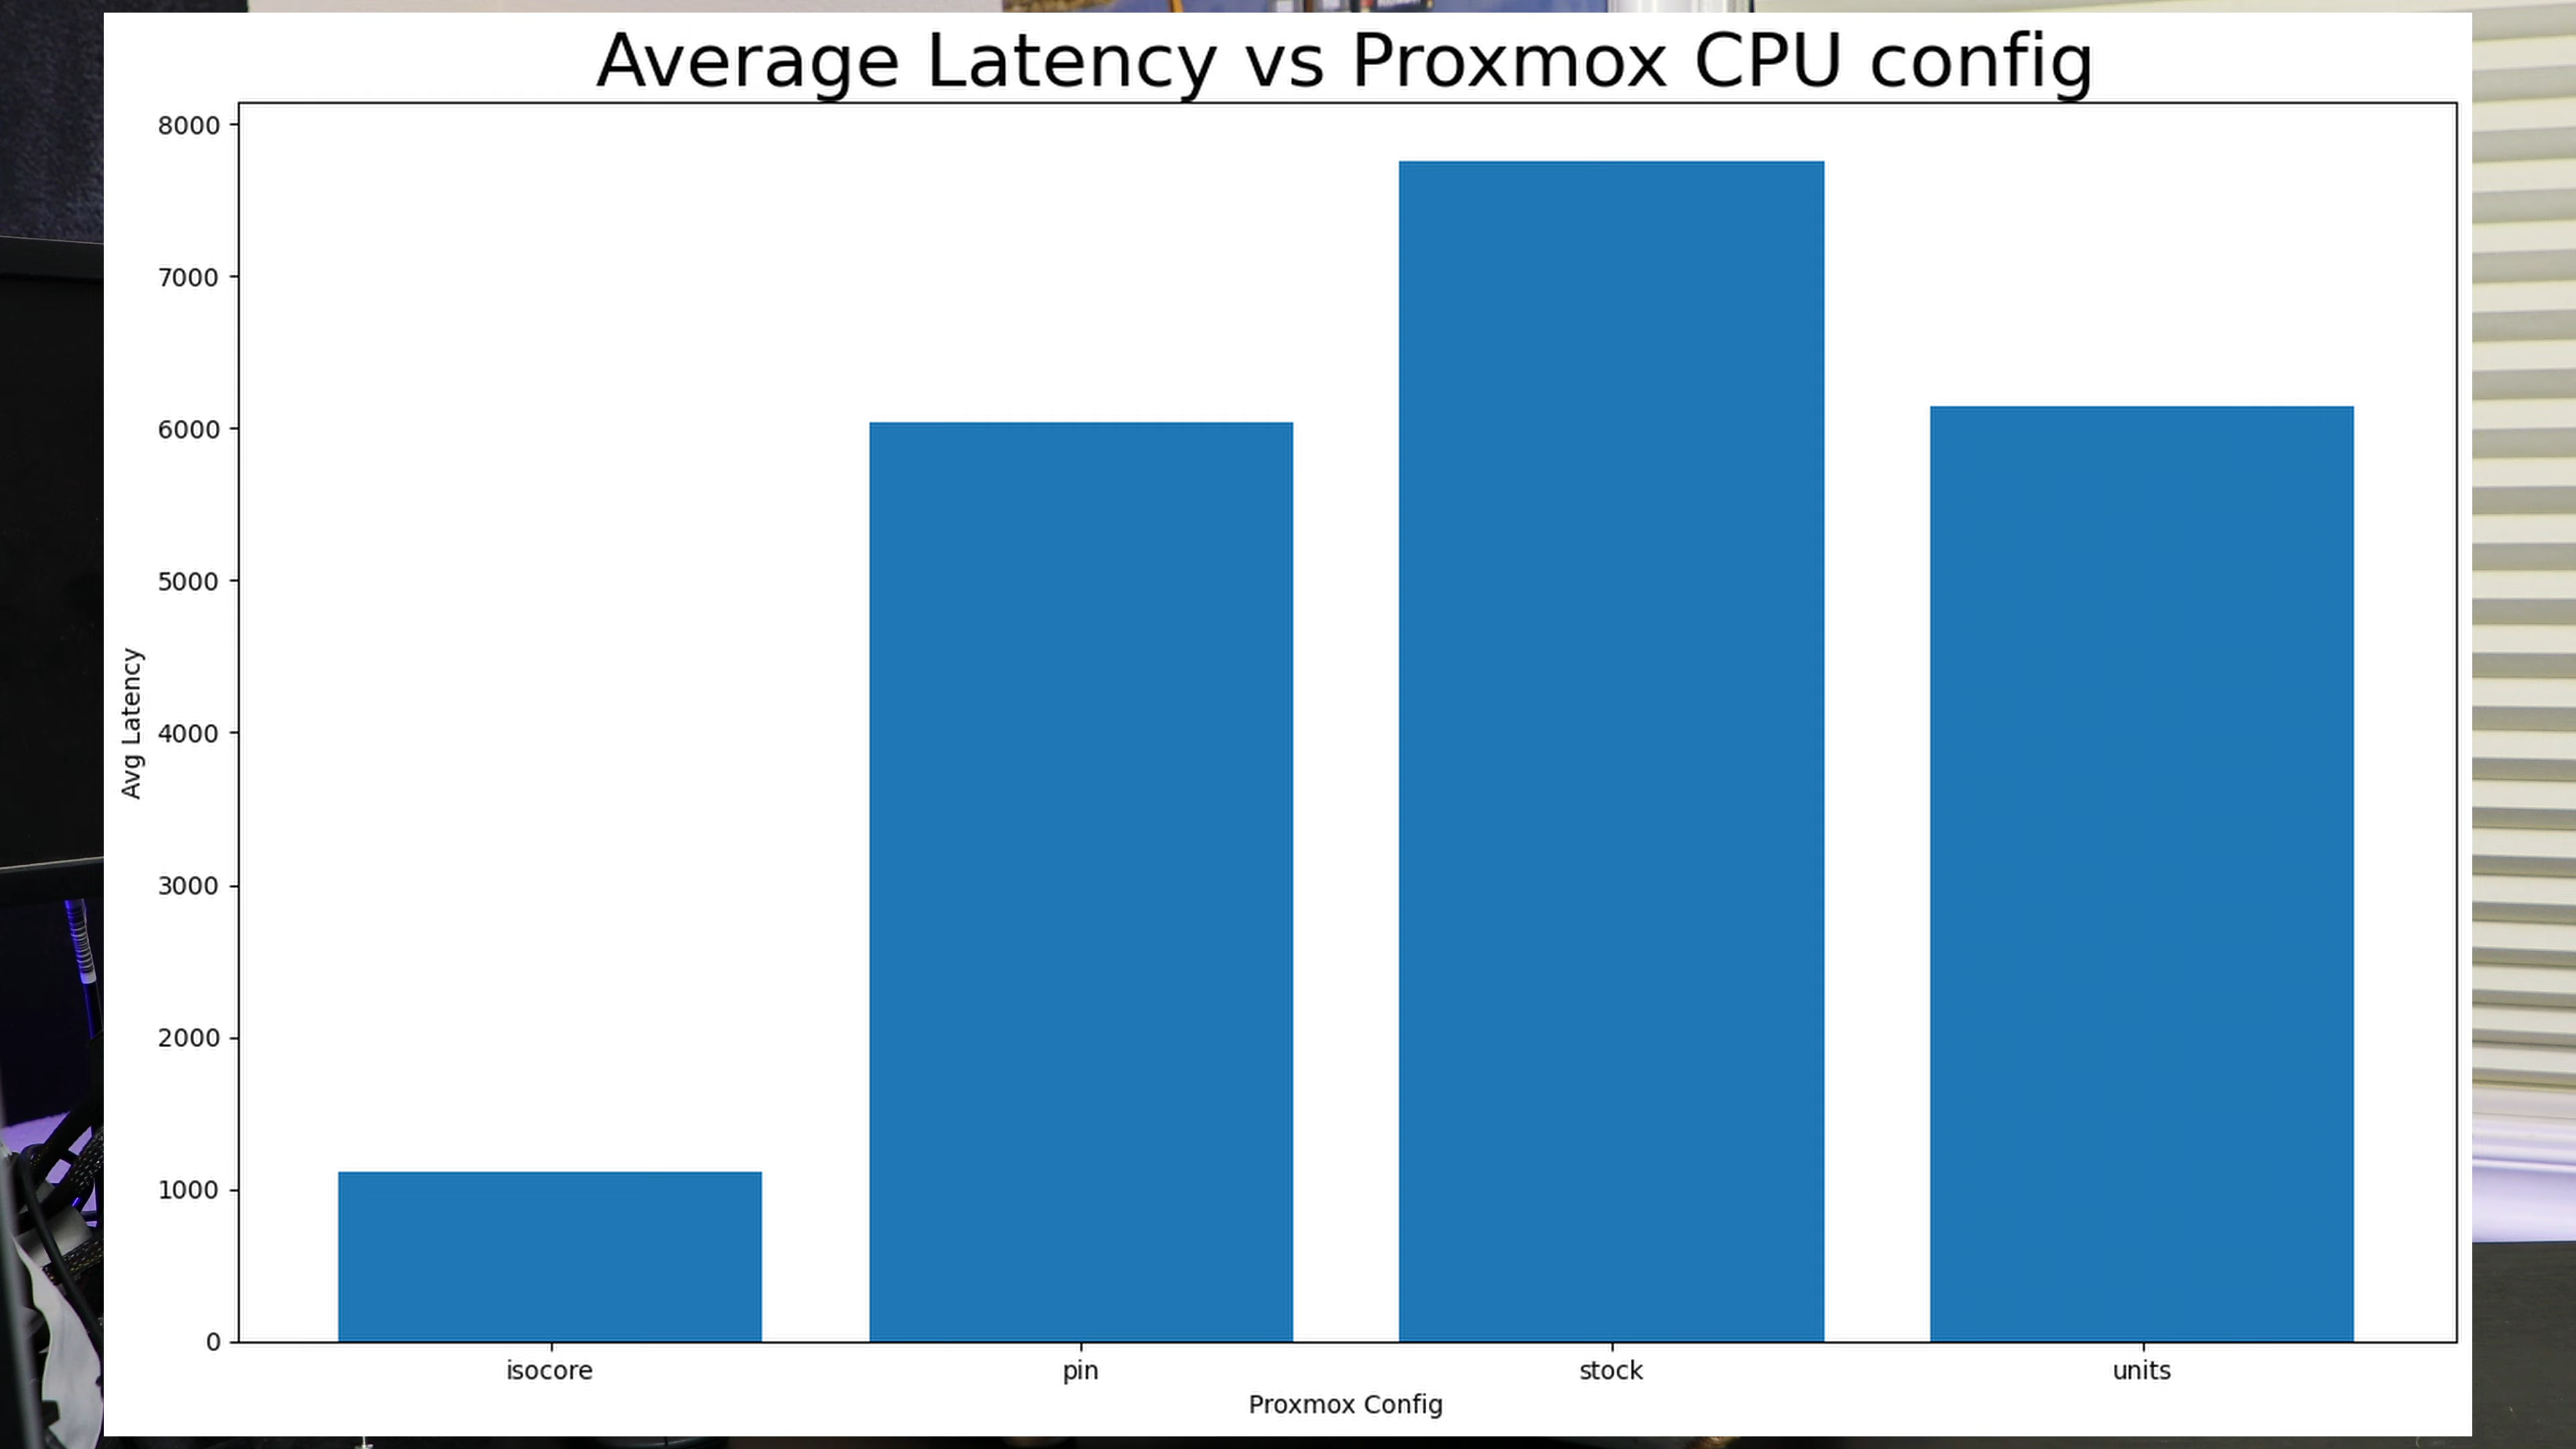 Average Latency vs Proxmox CPU config
8000
7000
6000
5000
4000
3000
2000
1000
0
Avg Latency
isocore pin stock units
Proxmox Config